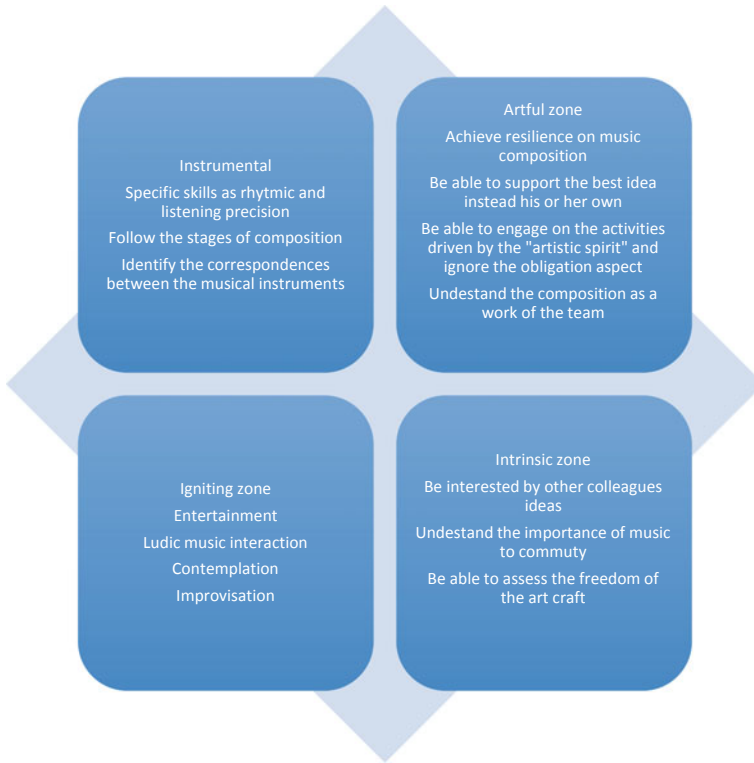 Instrumental
Specific skills as rhytmic and
listening precision
Follow the stages of composition
Identify the correspondences
between the musical instruments
Artful zone
Achieve resilience on music
composition
Be able to support the best idea
instead his or her own
Be able to engage on the activities
driven by the "artistic spirit" and
ignore the obligation aspect
Undestand the composition as a
work of the team
Igniting zone
Entertainment
Ludic music interaction
Contemplation
Improvisation
Intrinsic zone
Be interested by other colleagues
ideas
Undestand the importance of music
to commuty
Be able to assess the freedom of
the art craft